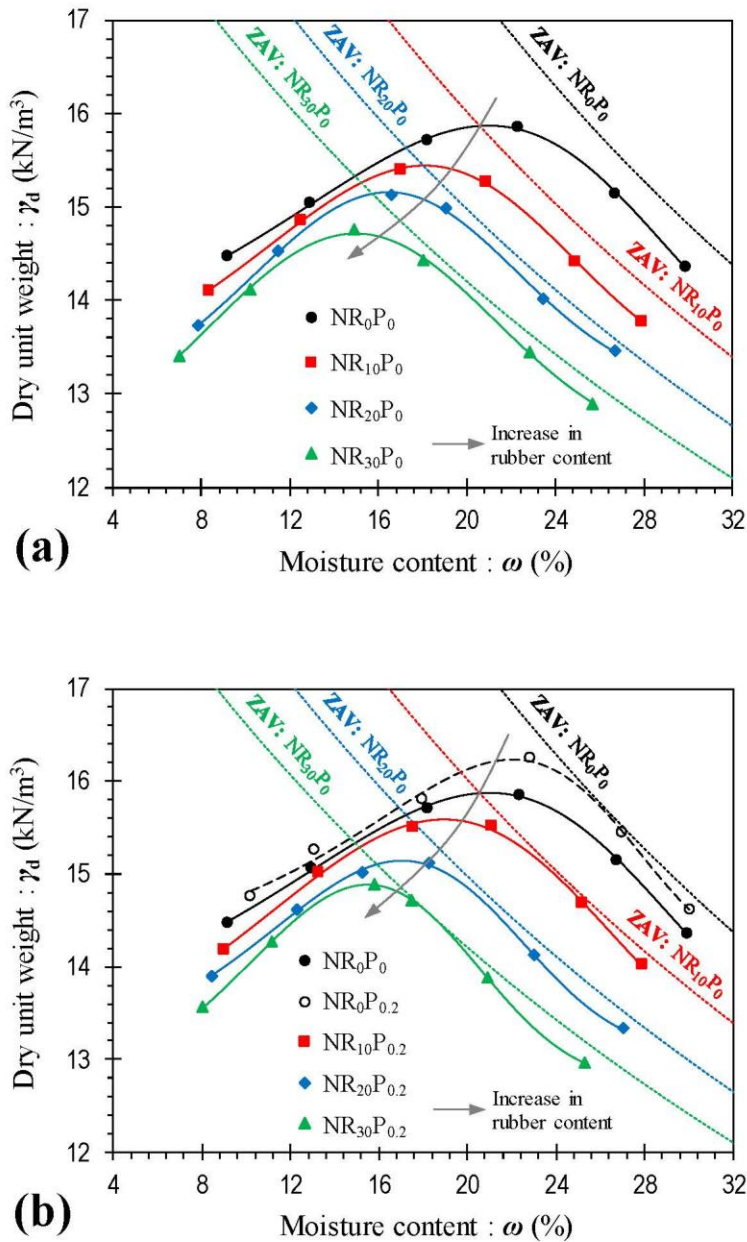 17
16
15
14
13
12
Dry unit weight : γd (kN/m³)
ZAV: NR30P0
ZAV: NR20P0
ZAV: NR0P0
ZAV: NR10P0
NR0P0
NR10P0
NR20P0
NR30P0
Increase in
rubber content
4 8 12 16 20 24 28 32
Moisture content : ω (%)
(a)
17
16
15
14
13
12
Dry unit weight : γd (kN/m³)
ZAV: NR30P0
ZAV: NR20P0
ZAV: NR0P0
ZAV: NR10P0
NR0P0
NR0P0.2
NR10P0.2
NR20P0.2
NR30P0.2
Increase in
rubber content
4 8 12 16 20 24 28 32
Moisture content : ω (%)
(b)